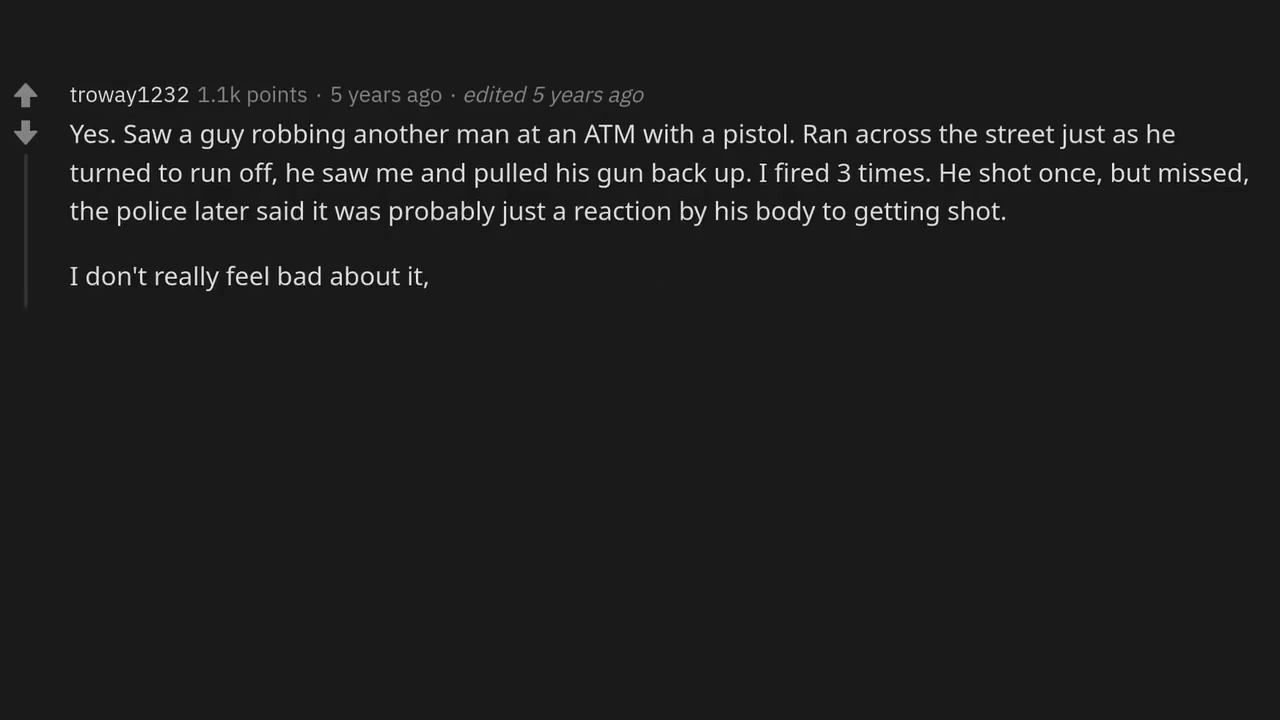 troway1232 1.1k points · 5 years ago · edited 5 years ago
Yes. Saw a guy robbing another man at an ATM with a pistol. Ran across the street just as he
turned to run off, he saw me and pulled his gun back up. I fired 3 times. He shot once, but missed,
the police later said it was probably just a reaction by his body to getting shot.
I don't really feel bad about it,